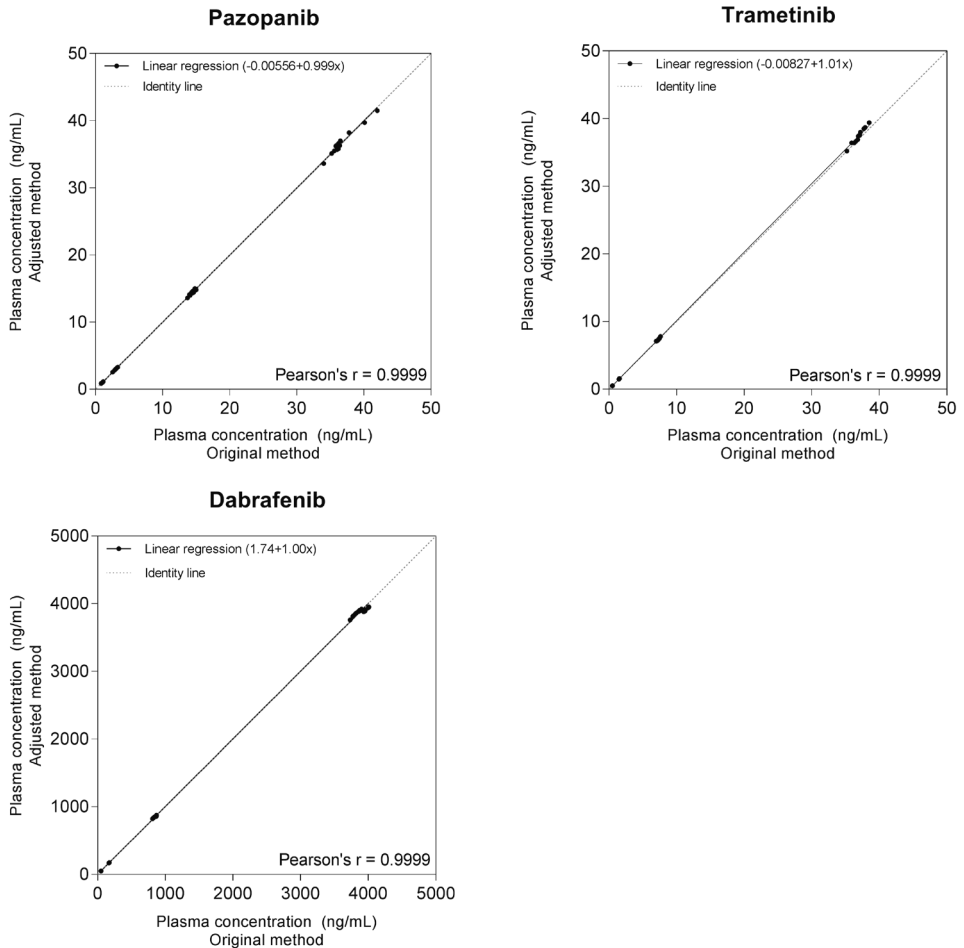 Pazopanib
50
40
30
20
10
0
Linear regression (-0.00556+0.999x)
Identity line
Plasma concentration (ng/mL)
Adjusted method
Pearson's r = 0.9999
0 10 20 30 40 50
Plasma concentration (ng/mL)
Original method
Trametinib
50
40
30
20
10
0
Linear regression (-0.00827+1.01x)
Identity line
Plasma concentration (ng/mL)
Adjusted method
Pearson's r = 0.9999
0 10 20 30 40 50
Plasma concentration (ng/mL)
Original method
Dabrafenib
5000
4000
3000
2000
1000
0
Linear regression (1.74+1.00x)
Identity line
Plasma concentration (ng/mL)
Adjusted method
Pearson's r = 0.9999
0 1000 2000 3000 4000 5000
Plasma concentration (ng/mL)
Original method